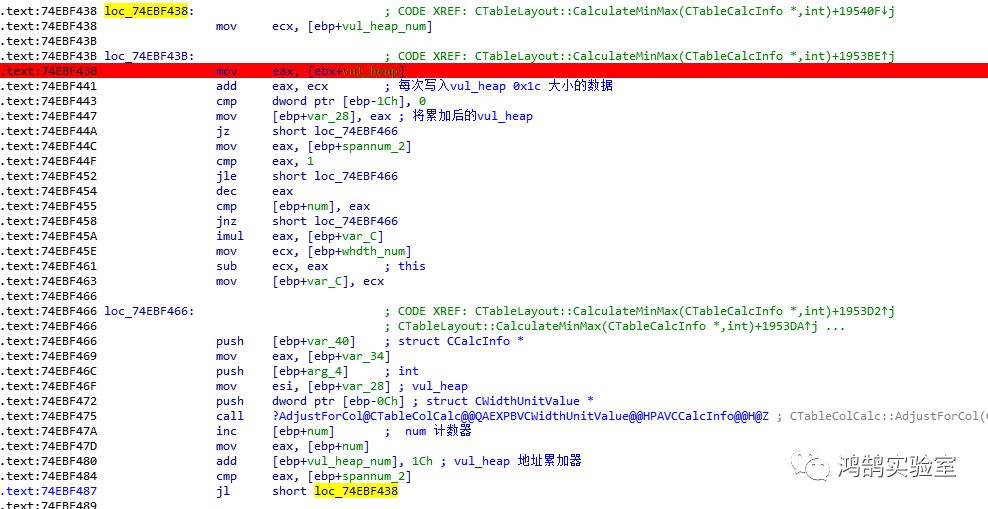 .text:74EBF438 loc_74EBF438: ; CODE XREF: CTableLayout::CalculateMinMax(CTableCalcInfo *,int)+19540F↓j
.text:74EBF438 mov ecx, [ebp+vul_heap_num]
.text:74EBF43B
.text:74EBF43B loc_74EBF43B: ; CODE XREF: CTableLayout::CalculateMinMax(CTableCalcInfo *,int)+1953BE↑j
.text:74EBF43B mov eax, [ebx+vul_heap]
.text:74EBF441 add eax, ecx ; 每次写入vul_heap 0x1c 大小的数据
.text:74EBF443 cmp dword ptr [ebp-1Ch], 0
.text:74EBF447 mov [ebp+var_28], eax ; 将累加后的vul_heap
.text:74EBF44A jz short loc_74EBF466
.text:74EBF44C mov eax, [ebp+spannum_2]
.text:74EBF44F cmp eax, 1
.text:74EBF452 jle short loc_74EBF466
.text:74EBF454 dec eax
.text:74EBF455 cmp [ebp+num], eax
.text:74EBF458 jnz short loc_74EBF466
.text:74EBF45A imul eax, [ebp+var_C]
.text:74EBF45E mov ecx, [ebp+whdth_num]
.text:74EBF461 sub ecx, eax ; this
.text:74EBF463 mov [ebp+var_C], ecx
.text:74EBF466
.text:74EBF466 loc_74EBF466: ; CODE XREF: CTableLayout::CalculateMinMax(CTableCalcInfo *,int)+1953D2↑j
.text:74EBF466 ; CTableLayout::CalculateMinMax(CTableCalcInfo *,int)+1953DA↑j ...
.text:74EBF466 push [ebp+var_40] ; struct CCalcInfo *
.text:74EBF469 mov eax, [ebp+var_34]
.text:74EBF46C push [ebp+arg_4] ; int
.text:74EBF46F mov esi, [ebp+var_28] ; vul_heap
.text:74EBF472 push dword ptr [ebp-0Ch] ; struct CWidthUnitValue *
.text:74EBF475 call ?AdjustForCol@CTableColCalc@@QAEXPBVCWidthUnitValue@@HPAVCCalcInfo@@H@Z ; CTableColCalc::AdjustForCol(
.text:74EBF47A inc [ebp+num] ; num 计数器
.text:74EBF47D mov eax, [ebp+num]
.text:74EBF480 add [ebp+vul_heap_num], 1Ch ; vul_heap 地址累加器
.text:74EBF484 cmp eax, [ebp+spannum_2]
.text:74EBF487 jl short loc_74EBF438
.text:74EBF489
鸿鹄实验室